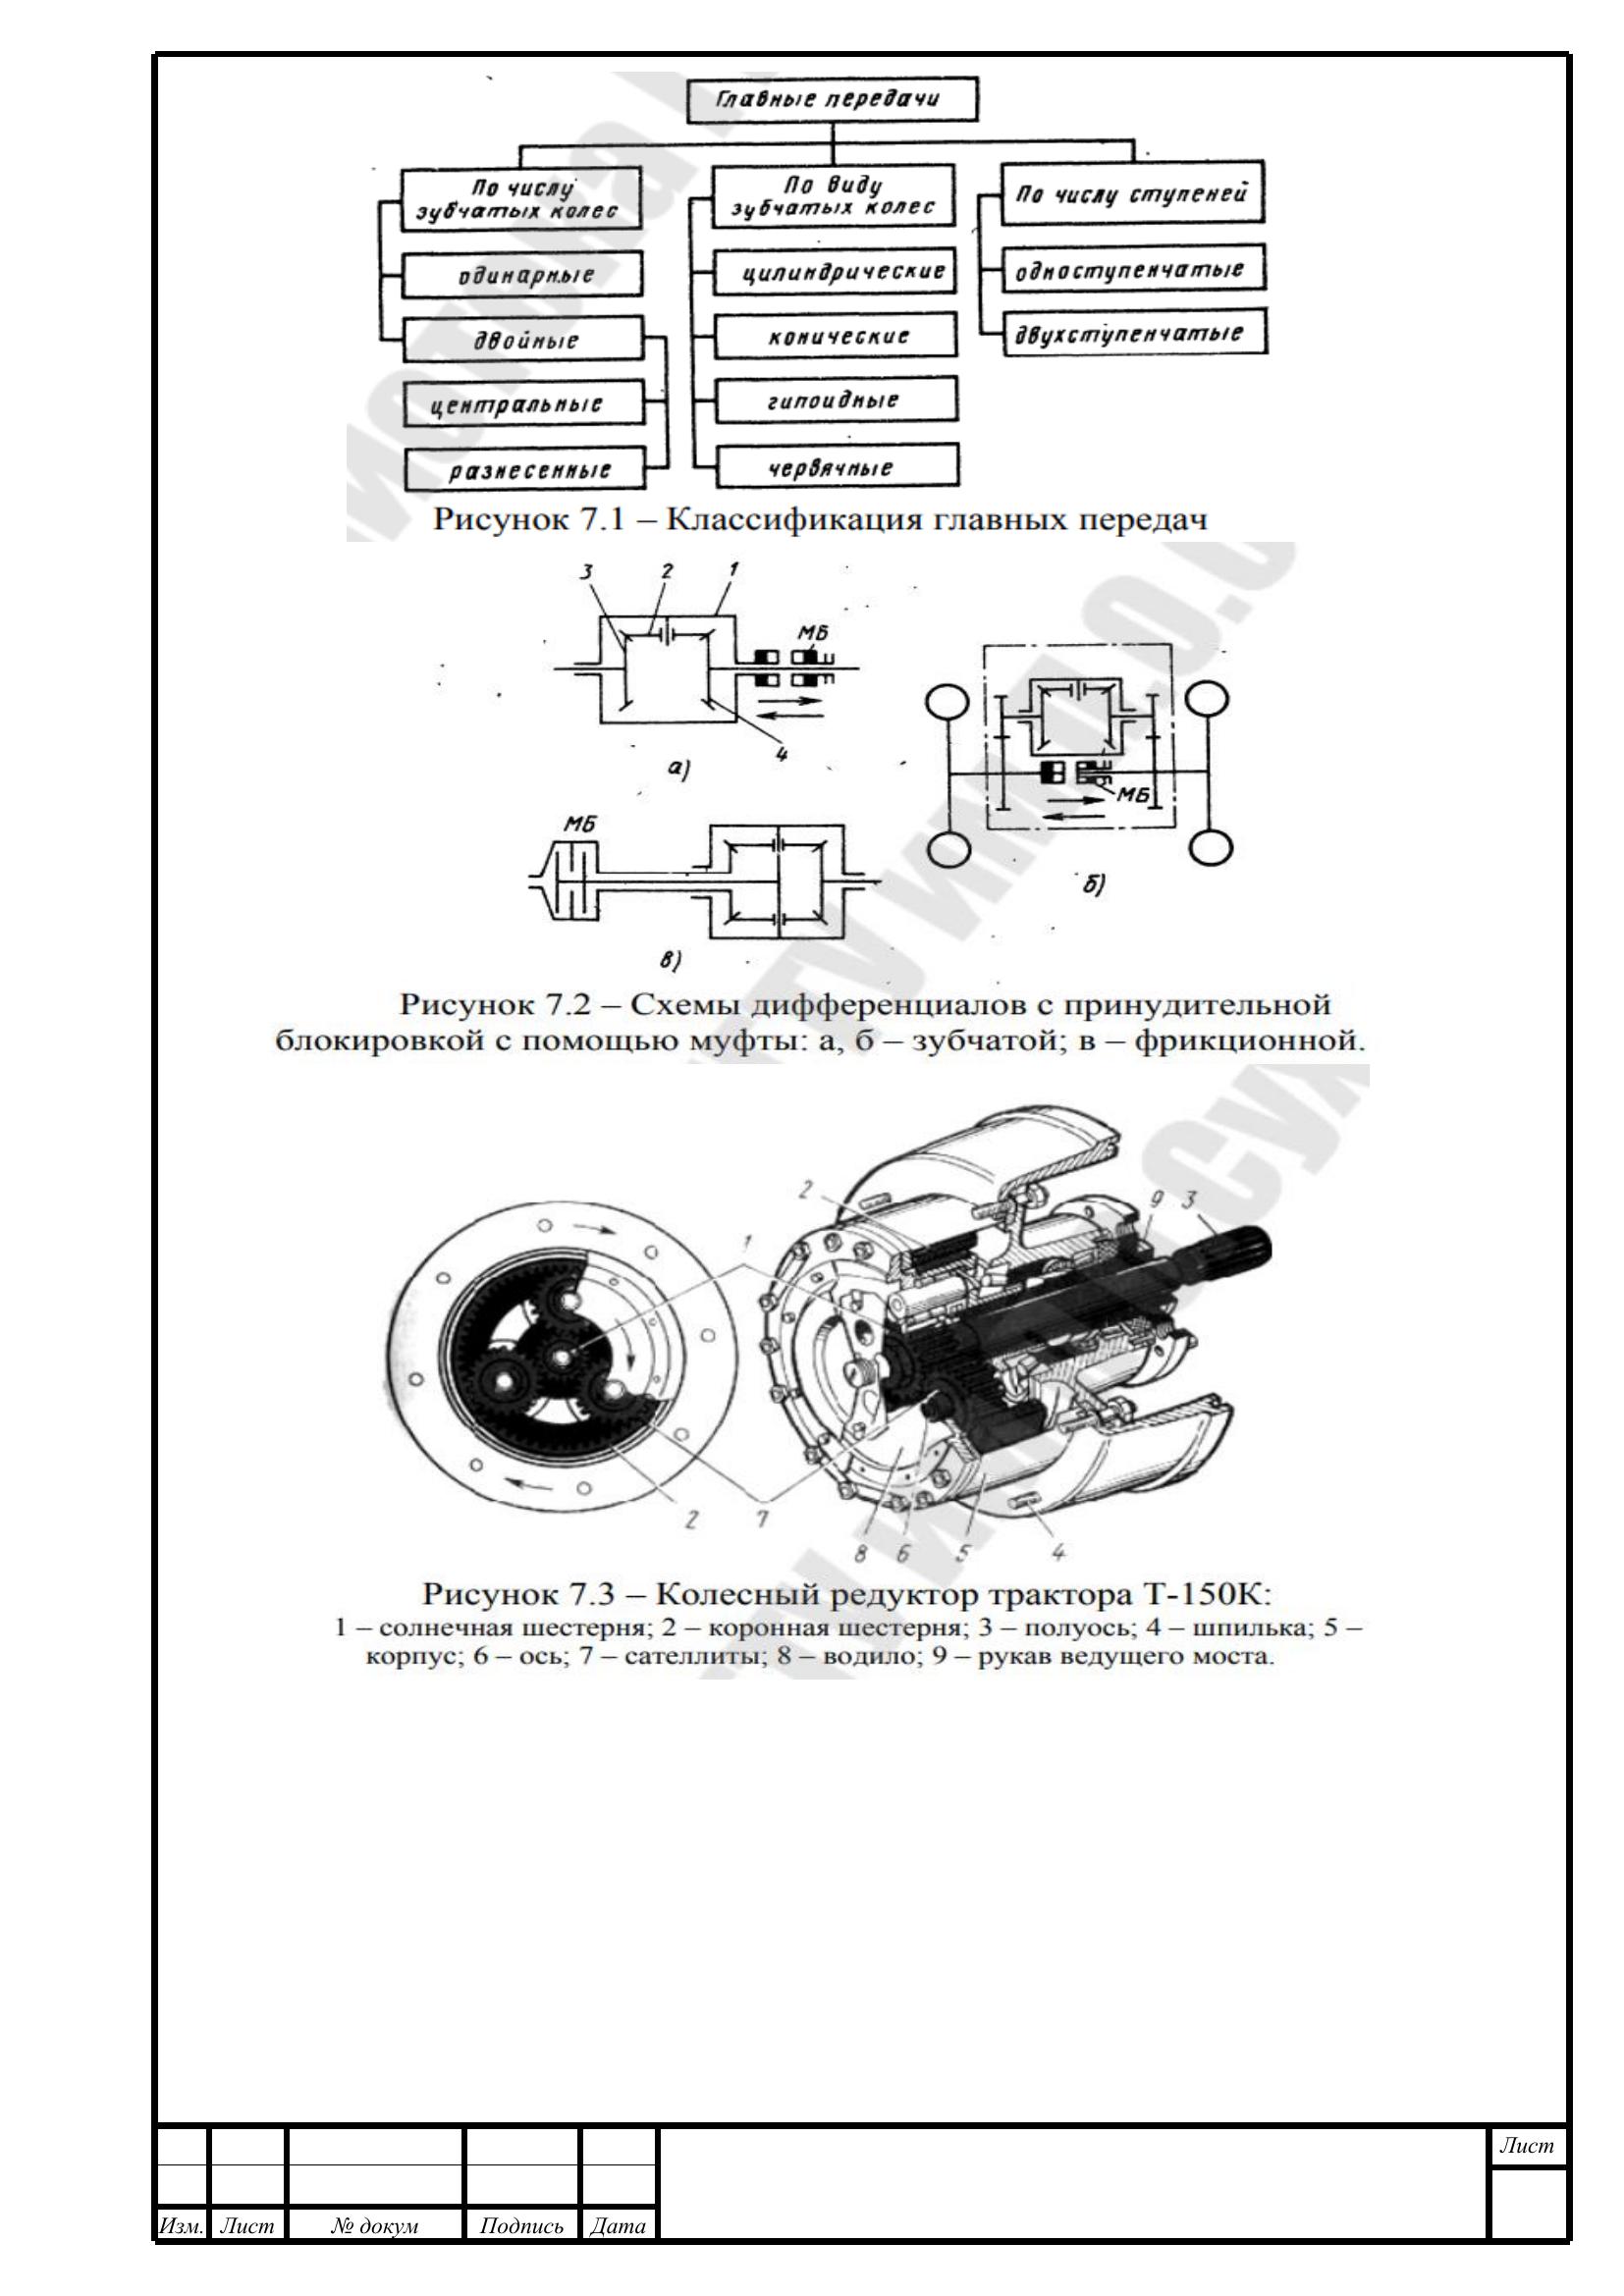 Главные передачи
По числу
зубчатых колес
По виду
зубчатых колес
По числу ступеней
одинарные
цилиндрические
одноступенчатые
двойные
конические
двухступенчатые
центральные
гипоидные
разнесенные
червячные
Рисунок 7.1 – Классификация главных передач
3 2 1
МБ
4
а)
МБ
б)
МБ
в)
Рисунок 7.2 – Схемы дифференциалов с принудительной
блокировкой с помощью муфты: а, б – зубчатой; в – фрикционной.
2
9 3
1
2 7
8 6 5 4
Рисунок 7.3 – Колесный редуктор трактора Т-150К:
1 – солнечная шестерня; 2 – коронная шестерня; 3 – полуось; 4 – шпилька; 5 –
корпус; 6 – ось; 7 – сателлиты; 8 – водило; 9 – рукав ведущего моста.
Лист
Изм. Лист № докум Подпись Дата